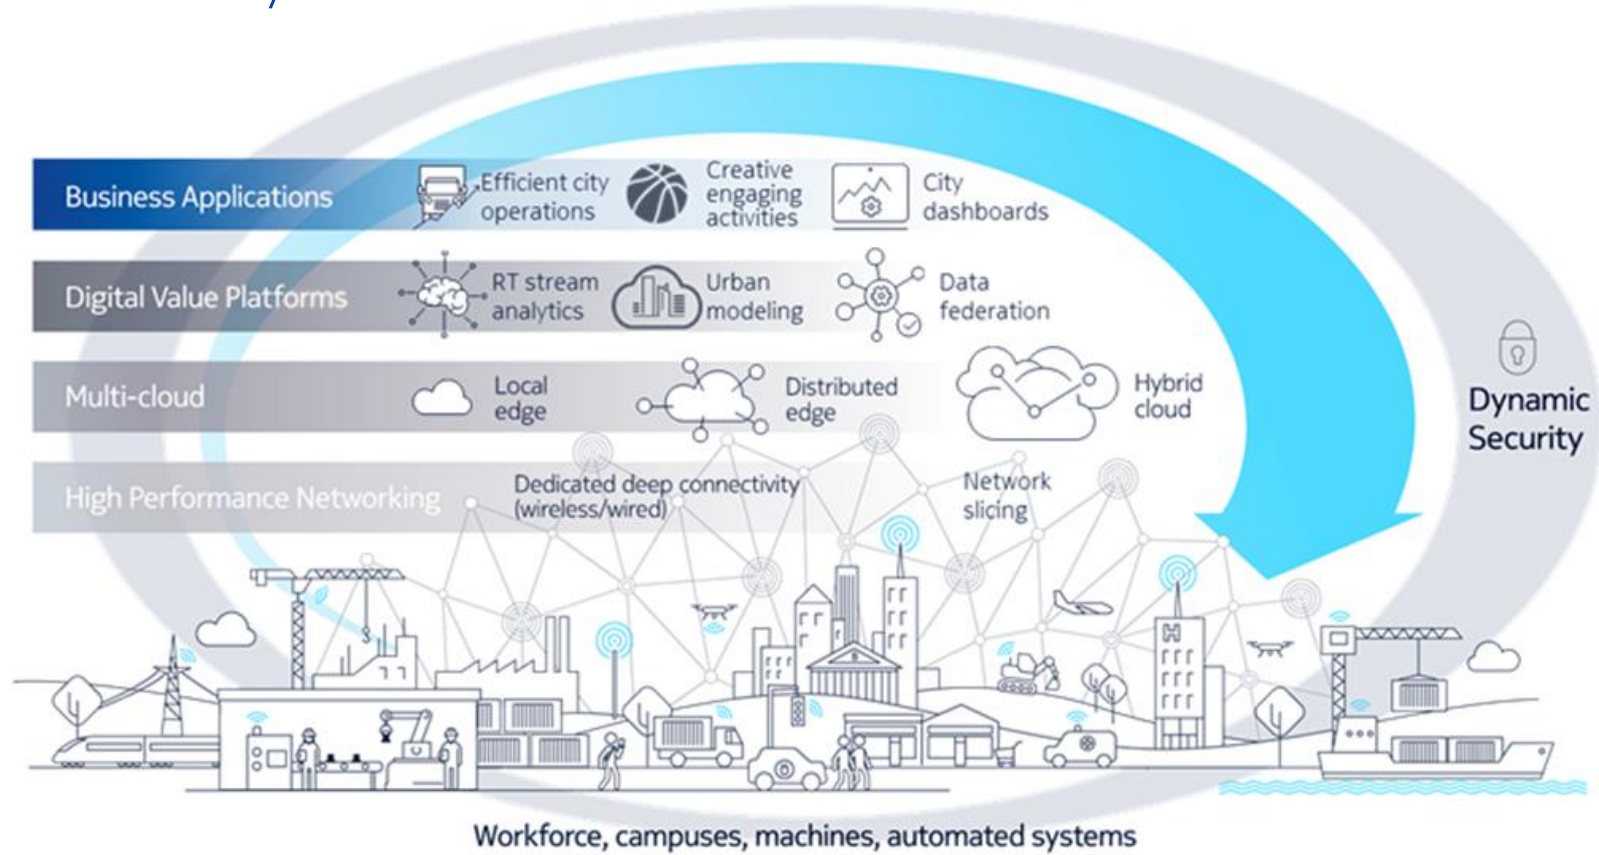 Business Applications
Efficient city
operations
Creative
engaging
activities
City
dashboards
Digital Value Platforms
RT stream
analytics
Urban
modeling
Data
federation
Multi-cloud
Local
edge
Distributed
edge
Hybrid
cloud
Dynamic
Security
High Performance Networking
Dedicated deep connectivity
(wireless/wired)
Network
slicing
H
Workforce, campuses, machines, automated systems